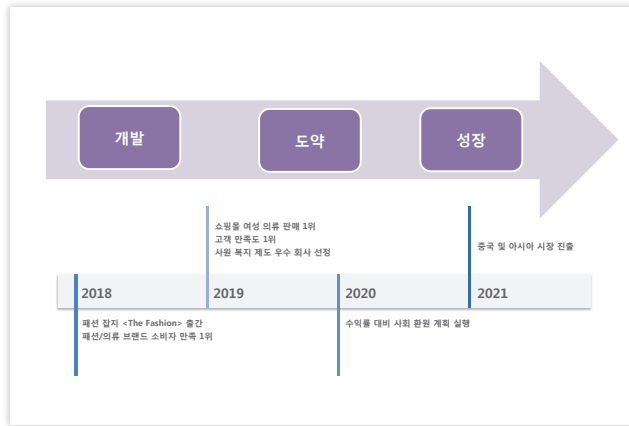 개발
도약
성장
쇼핑몰 여성 의류 판매 1위
고객 만족도 1위
사원 복지 제도 우수 회사 선정
중국 및 아시아 시장 진출
2018
2019
2020
2021
패션 잡지 <The Fashion> 출간
패션/의류 브랜드 소비자 만족 1위
수익률 대비 사회 환원 계획 실행